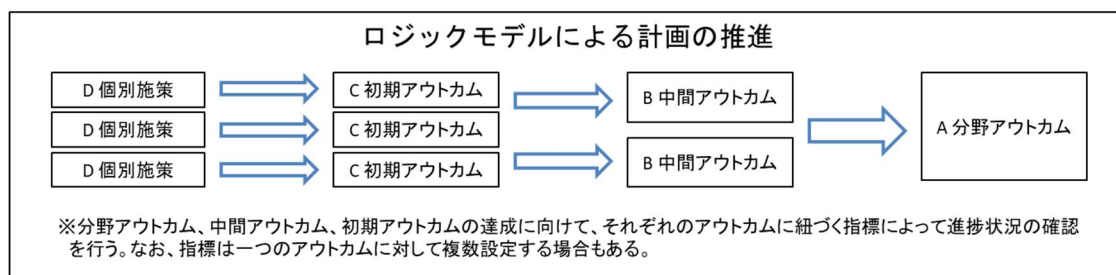 ロジックモデルによる計画の推進
D 個別施策
C 初期アウトカム
B 中間アウトカム
A 分野アウトカム
D 個別施策
C 初期アウトカム
D 個別施策
C 初期アウトカム
B 中間アウトカム
※分野アウトカム、中間アウトカム、初期アウトカムの達成に向けて、それぞれのアウトカムに紐づく指標によって進捗状況の確認
を行う。なお、指標は一つのアウトカムに対して複数設定する場合もある。